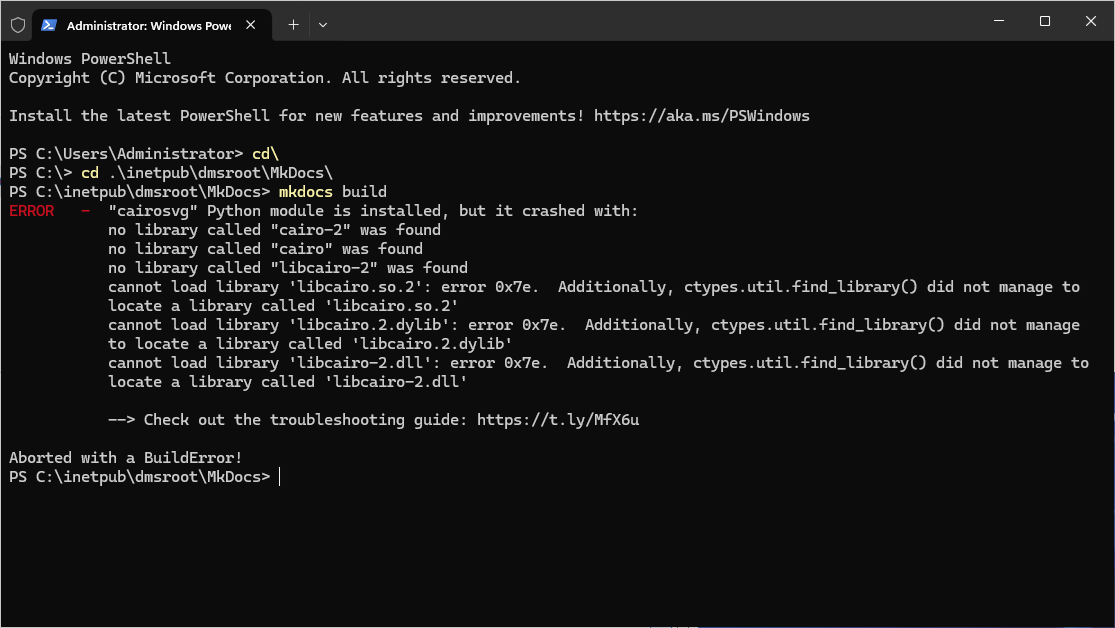 Administrator: Windows Powe
Windows PowerShell
Copyright (C) Microsoft Corporation. All rights reserved.
Install the latest PowerShell for new features and improvements! https://aka.ms/PSWindows
PS C:\Users\Administrator> cd\
PS C:\> cd .\inetpub\dmsroot\MkDocs\
PS C:\inetpub\dmsroot\MkDocs> mkdocs build
ERROR   -  "cairosvg" Python module is installed, but it crashed with:
           no library called "cairo-2" was found
           no library called "cairo" was found
           no library called "libcairo-2" was found
           cannot load library 'libcairo.so.2': error 0x7e.  Additionally, ctypes.util.find_library() did not manage to
           locate a library called 'libcairo.so.2'
           cannot load library 'libcairo.2.dylib': error 0x7e.  Additionally, ctypes.util.find_library() did not manage
           to locate a library called 'libcairo.2.dylib'
           cannot load library 'libcairo-2.dll': error 0x7e.  Additionally, ctypes.util.find_library() did not manage to
           locate a library called 'libcairo-2.dll'
           --> Check out the troubleshooting guide: https://t.ly/MfX6u
Aborted with a BuildError!
PS C:\inetpub\dmsroot\MkDocs>